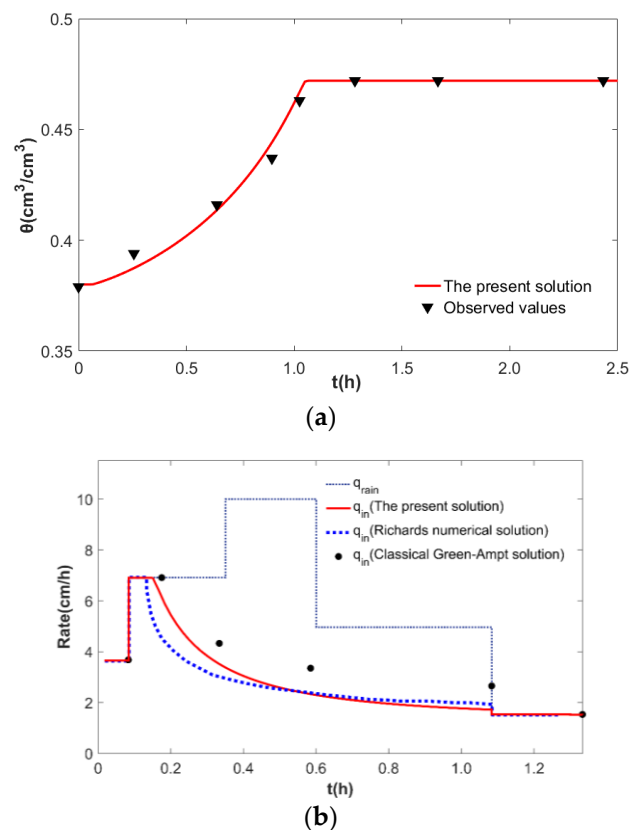 0.5
0.45
0.4
0.35
θ(cm³/cm³)
The present solution
Observed values
0 0.5 1.0 1.5 2.0 2.5
t(h)
(a)
10
8
6
4
2
0
Rate(cm/h)
q_rain
q_in(The present solution)
q_in(Richards numerical solution)
q_in(Classical Green-Ampt solution)
0 0.2 0.4 0.6 0.8 1.0 1.2
t(h)
(b)